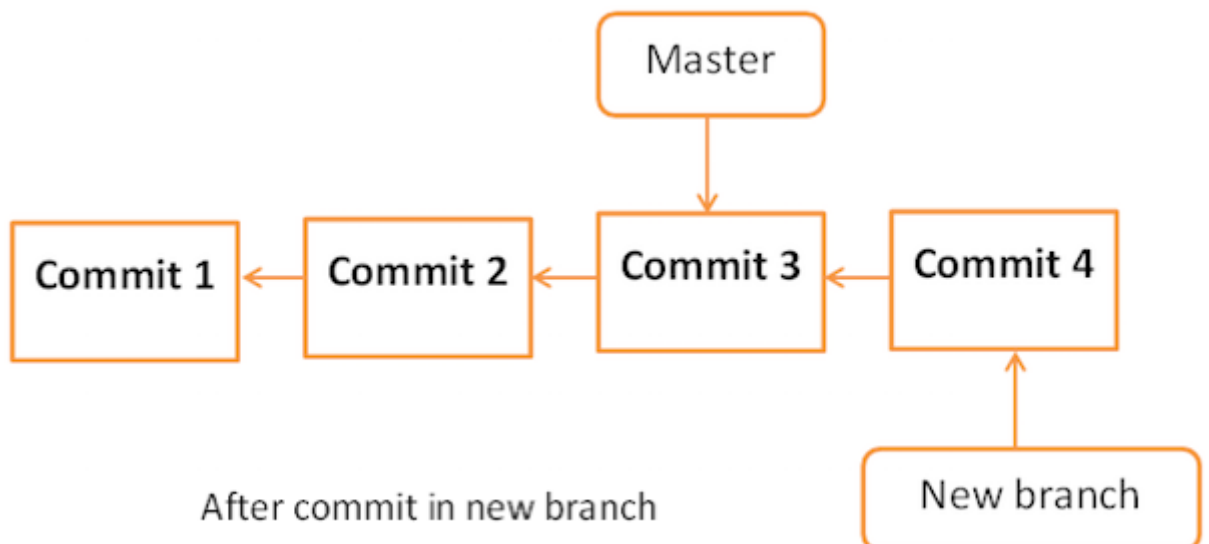 Master
Commit 1
Commit 2
Commit 3
Commit 4
After commit in new branch
New branch